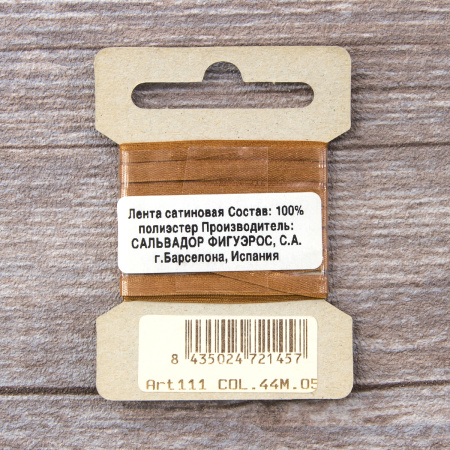 Лента сатиновая Состав: 100%
полиэстер Производитель:
САЛЬВАДОР ФИГУЭРОС, С.А.
г.Барселона, Испания
8 435024 721457
Art111 COL.44M.05